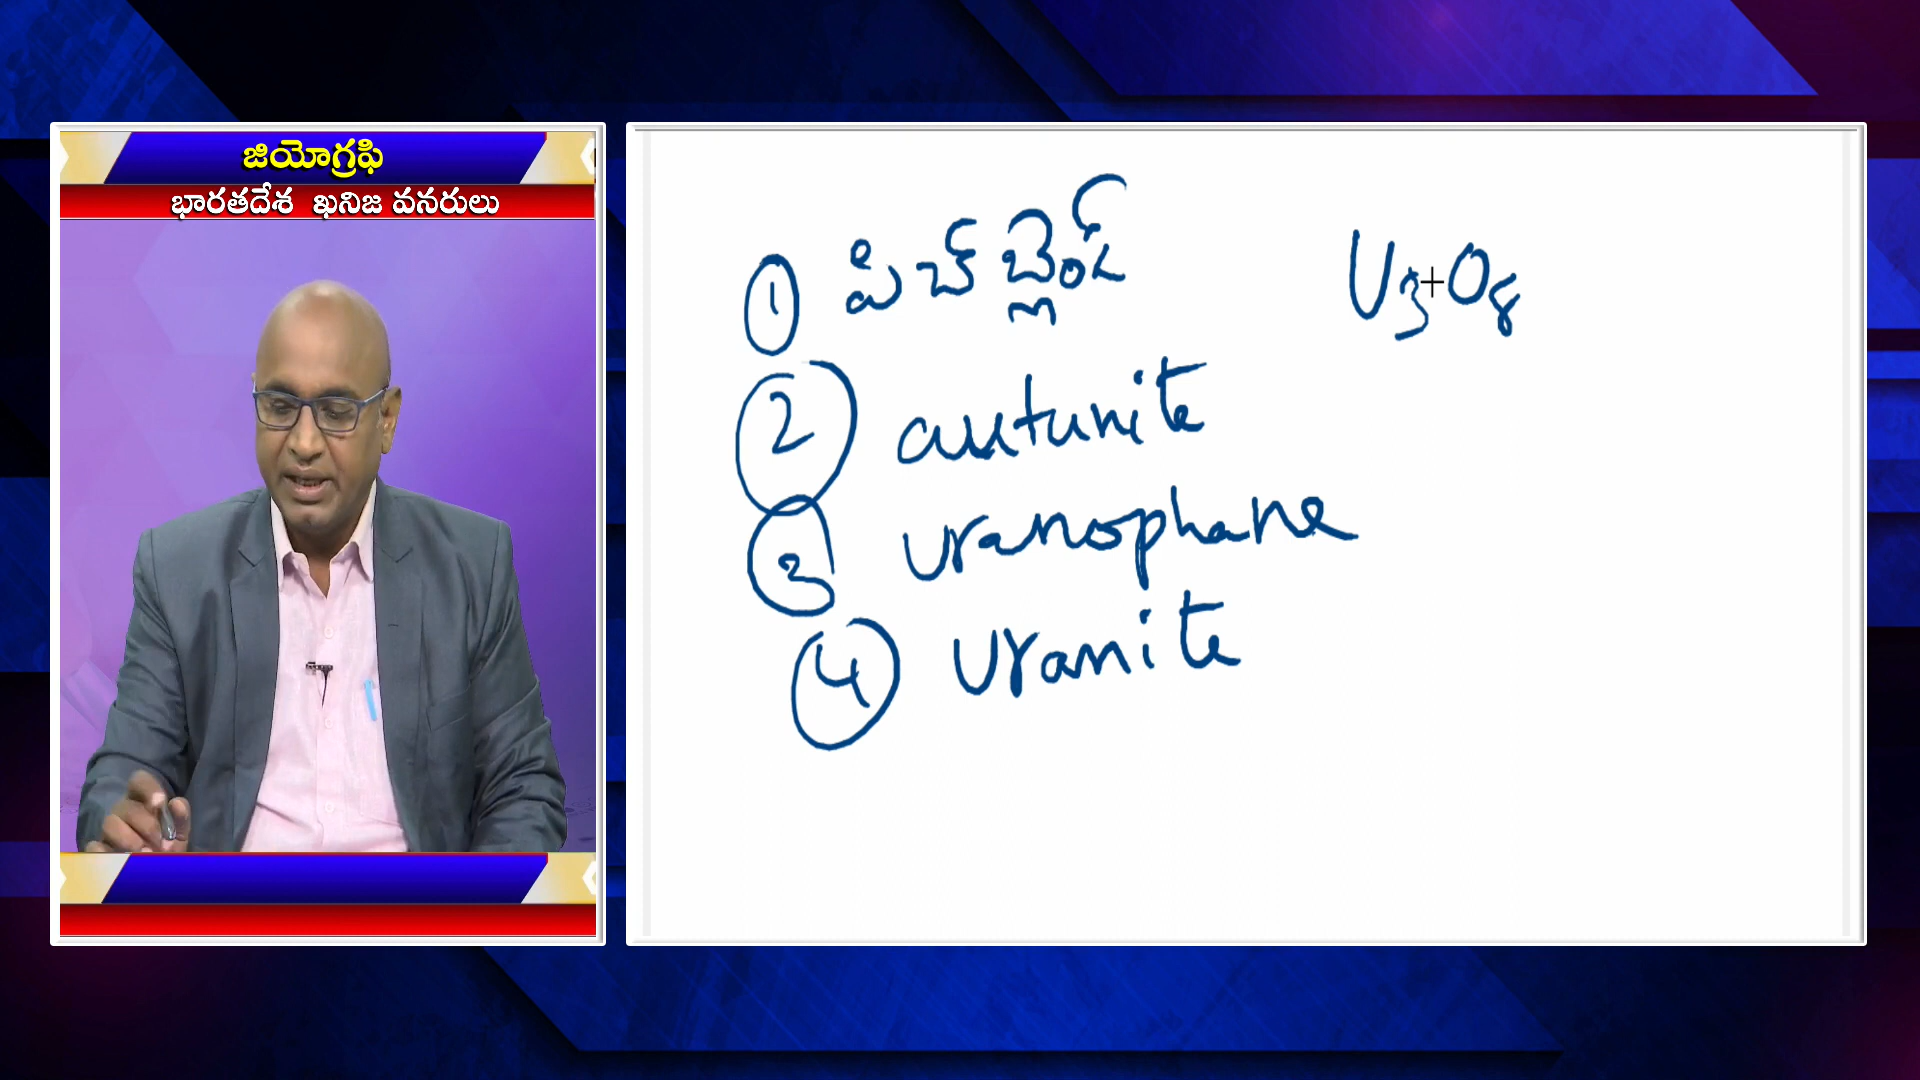 జియోగ్రఫి
భారతదేశ ఖనిజ వనరులు
① పిచ్ బ్లెండ్ U₃O₈
② autunite
③ uranophane
④ uranite